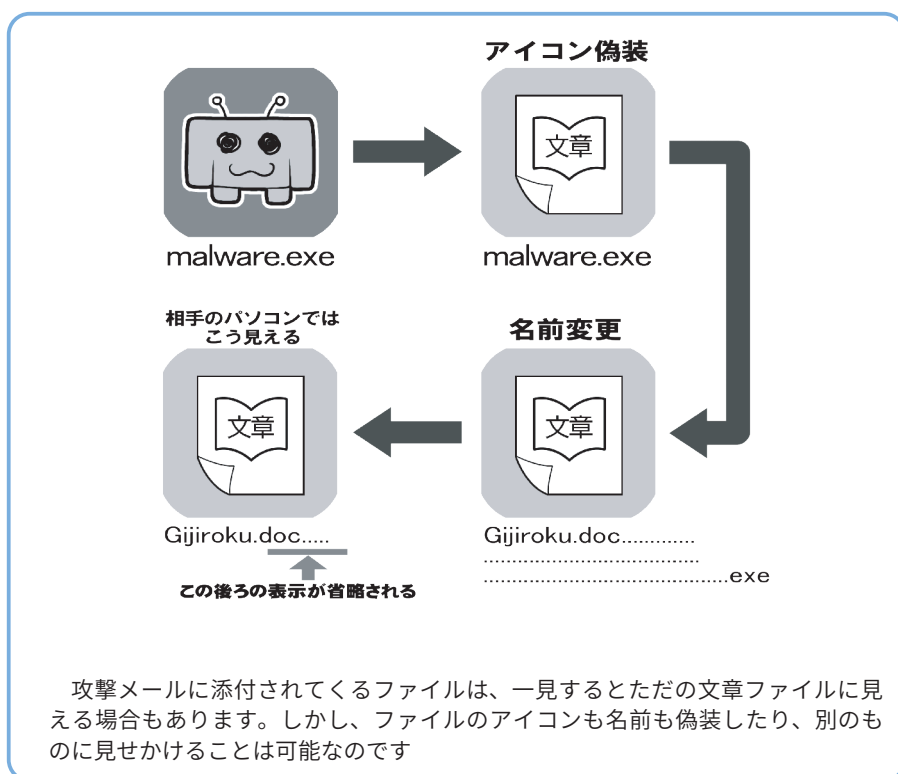 アイコン偽装
文章
malware.exe
malware.exe
相手のパソコンでは
こう見える
名前変更
文章
文章
Gijiroku.doc.....
Gijiroku.doc.............
.......................................
............................................exe
この後ろの表示が省略される
攻撃メールに添付されてくるファイルは、一見するとただの文章ファイルに見
える場合もあります。しかし、ファイルのアイコンも名前も偽装したり、別のも
のに見せかけることは可能なのです